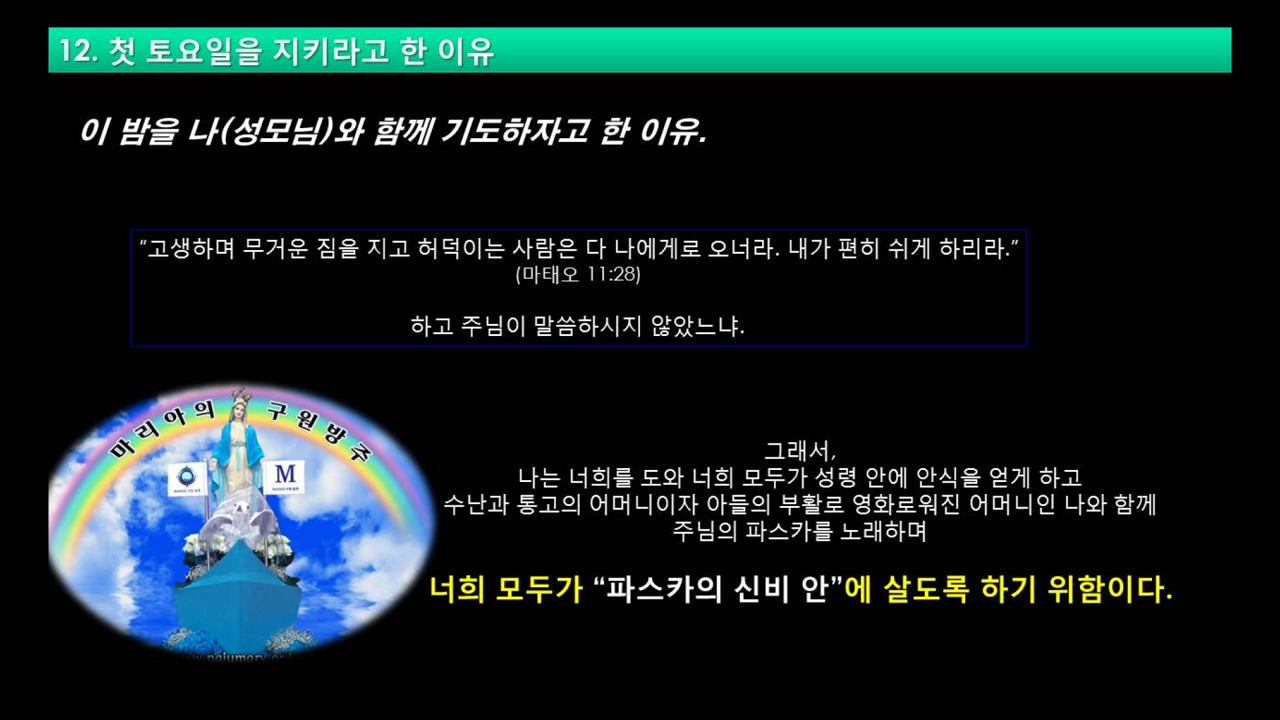 12. 첫 토요일을 지키라고 한 이유
이 밤을 나(성모님)와 함께 기도하자고 한 이유.
“고생하며 무거운 짐을 지고 허덕이는 사람은 다 나에게로 오너라. 내가 편히 쉬게 하리라.“
(마태오 11:28)
하고 주님이 말씀하시지 않았느냐.
마리아의 구원방주
M
그래서,
나는 너희를 도와 너희 모두가 성령 안에 안식을 얻게 하고
수난과 통고의 어머니이자 아들의 부활로 영화로워진 어머니인 나와 함께
주님의 파스카를 노래하며
너희 모두가 “파스카의 신비 안”에 살도록 하기 위함이다.